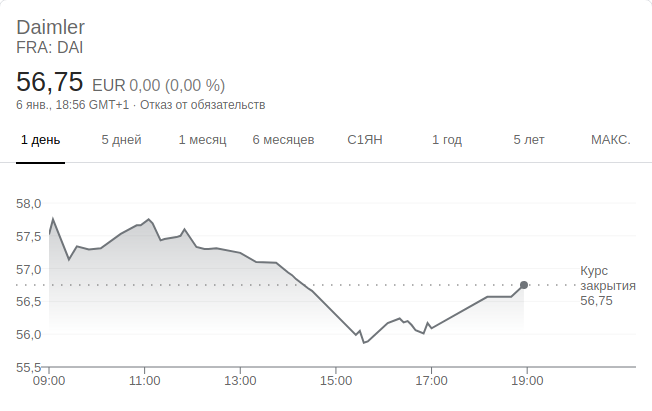 Daimler
FRA: DAI
56,75 EUR 0,00 (0,00 %)
6 янв., 18:56 GMT+1 · Отказ от обязательств
1 день 5 дней 1 месяц 6 месяцев С1ЯН 1 год 5 лет МАКС.
58,0
57,5
57,0
56,5
56,0
55,5
Курс
закрытия
56,75
09:00 11:00 13:00 15:00 17:00 19:00